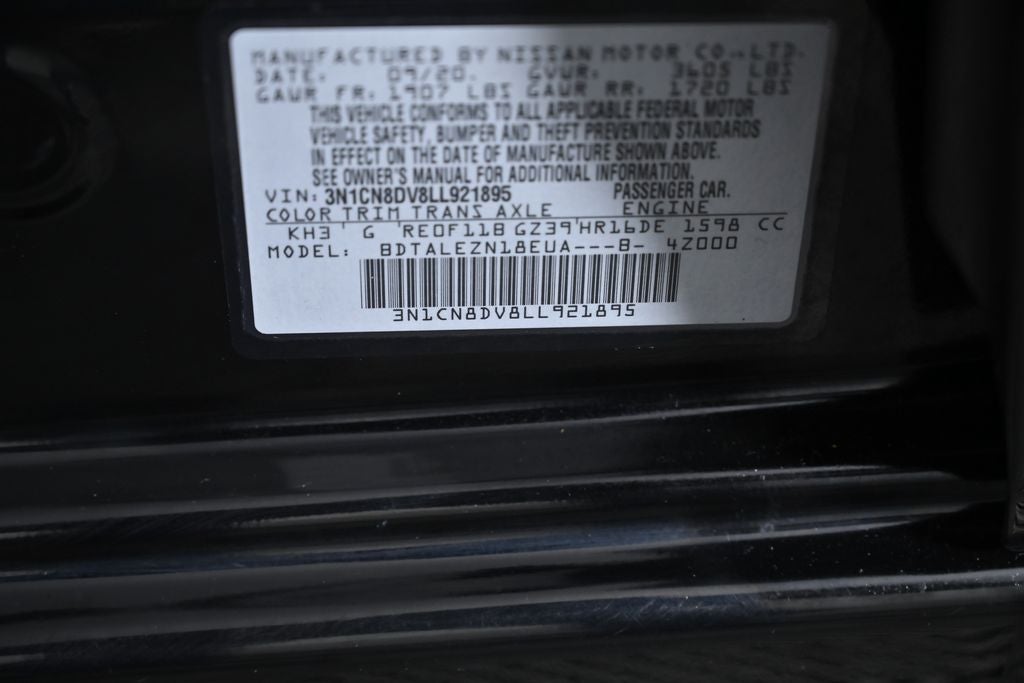 MANUFACTURED BY NISSAN MOTOR CO., LTD.
DATE: 09/20. GVWR: 3605 LBS
GAWR FR: 1907 LBS GAWR RR: 1720 LBS
THIS VEHICLE CONFORMS TO ALL APPLICABLE FEDERAL MOTOR
VEHICLE SAFETY, BUMPER AND THEFT PREVENTION STANDARDS
IN EFFECT ON THE DATE OF MANUFACTURE SHOWN ABOVE.
SEE OWNER'S MANUAL FOR ADDITIONAL INFORMATION.
VIN: 3N1CN8DV8LL921895 PASSENGER CAR.
COLOR TRIM TRANS AXLE ENGINE
KH3 ' G 'RE0F11B GZ39'HR16DE 1598 CC
MODEL: BDTALEZN18EUA---B- 4Z000
3N1CN8DV8LL921895